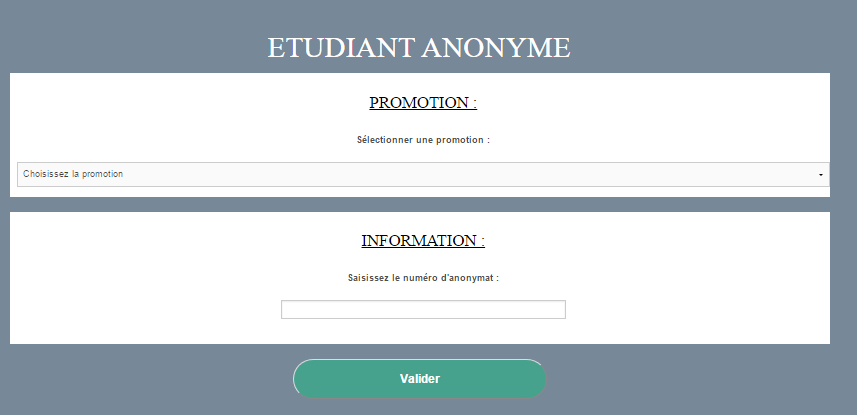 ETUDIANT ANONYME
PROMOTION :
Sélectionner une promotion :
Choisissez la promotion
INFORMATION :
Saisissez le numéro d'anonymat :
Valider